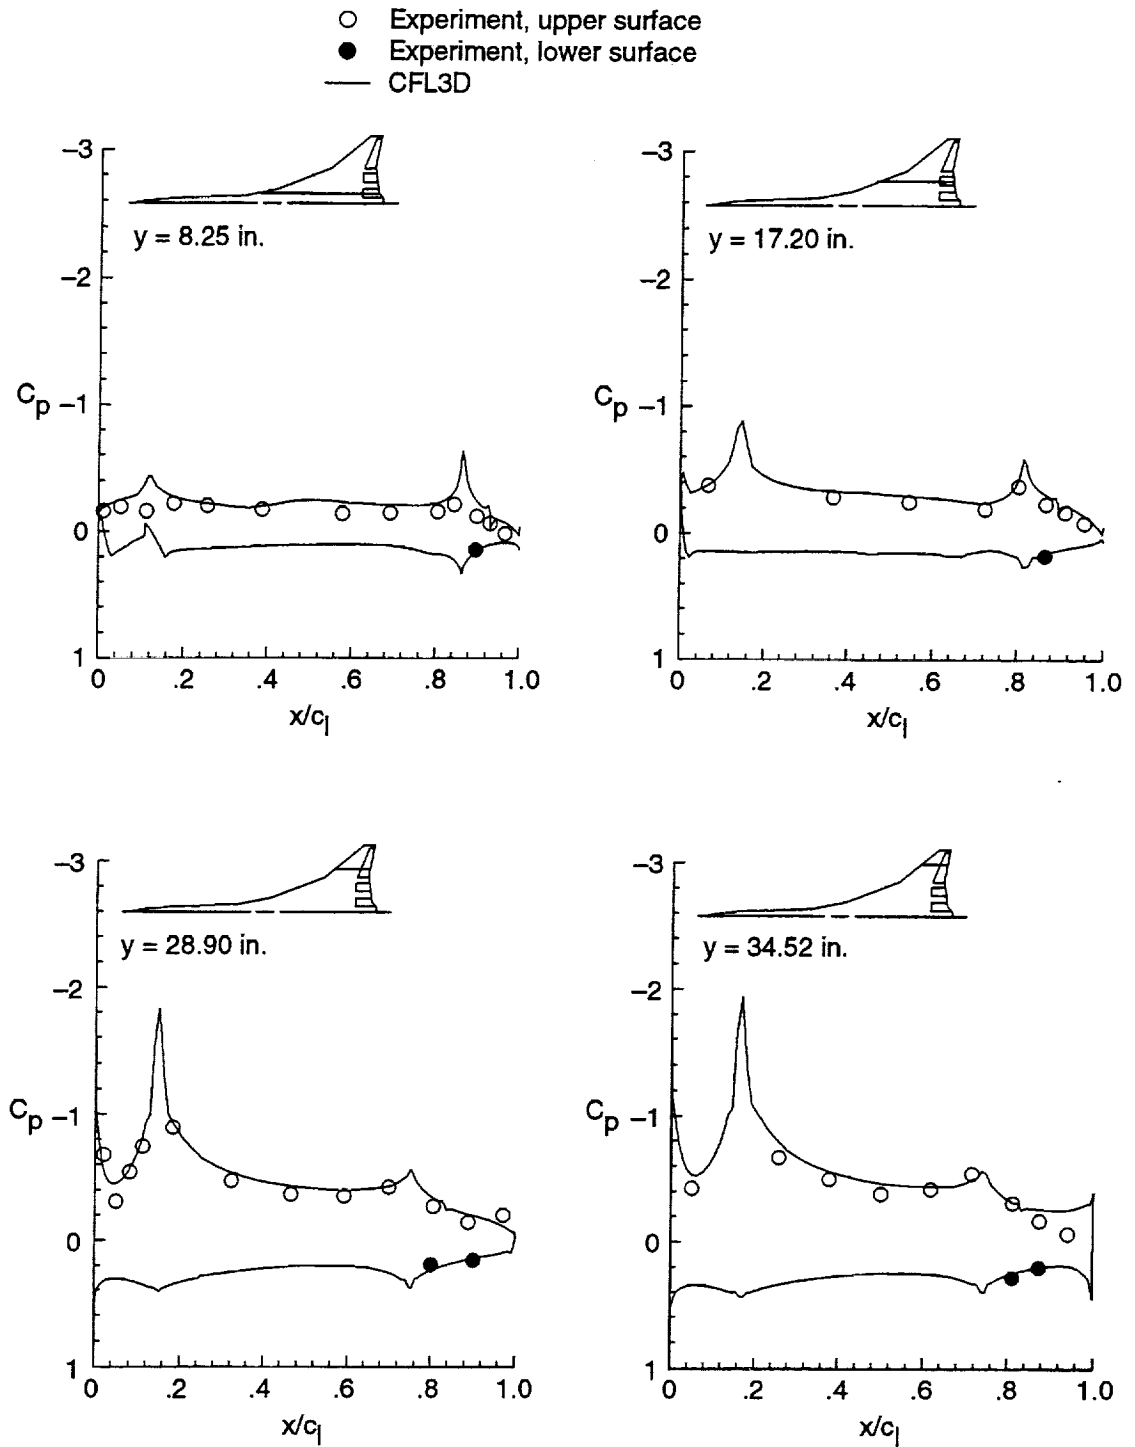 Experiment, upper surface
Experiment, lower surface
CFL3D
−3
y = 8.25 in.
−2
Cp −1
0
1
0 .2 .4 .6 .8 1.0
x/cl
−3
y = 17.20 in.
−2
Cp −1
0
1
0 .2 .4 .6 .8 1.0
x/cl
−3
y = 28.90 in.
−2
Cp −1
0
1
0 .2 .4 .6 .8 1.0
x/cl
−3
y = 34.52 in.
−2
Cp −1
0
1
0 .2 .4 .6 .8 1.0
x/cl